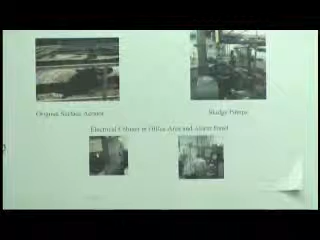 Original Surface Aerator Sludge Pumps
Electrical Cabinet in Office Area and Alarm Panel